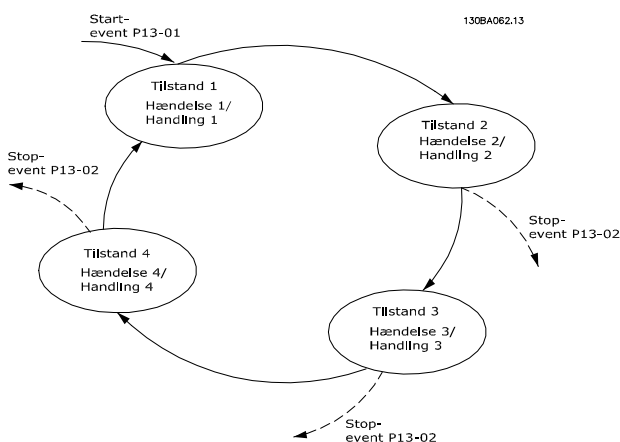 Start-
event P13-01
130BA062.13
Tilstand 1
Hændelse 1/
Handling 1
Tilstand 2
Hændelse 2/
Handling 2
Stop-
event P13-02
Stop-
event P13-02
Tilstand 4
Hændelse 4/
Handling 4
Tilstand 3
Hændelse 3/
Handling 3
Stop-
event P13-02